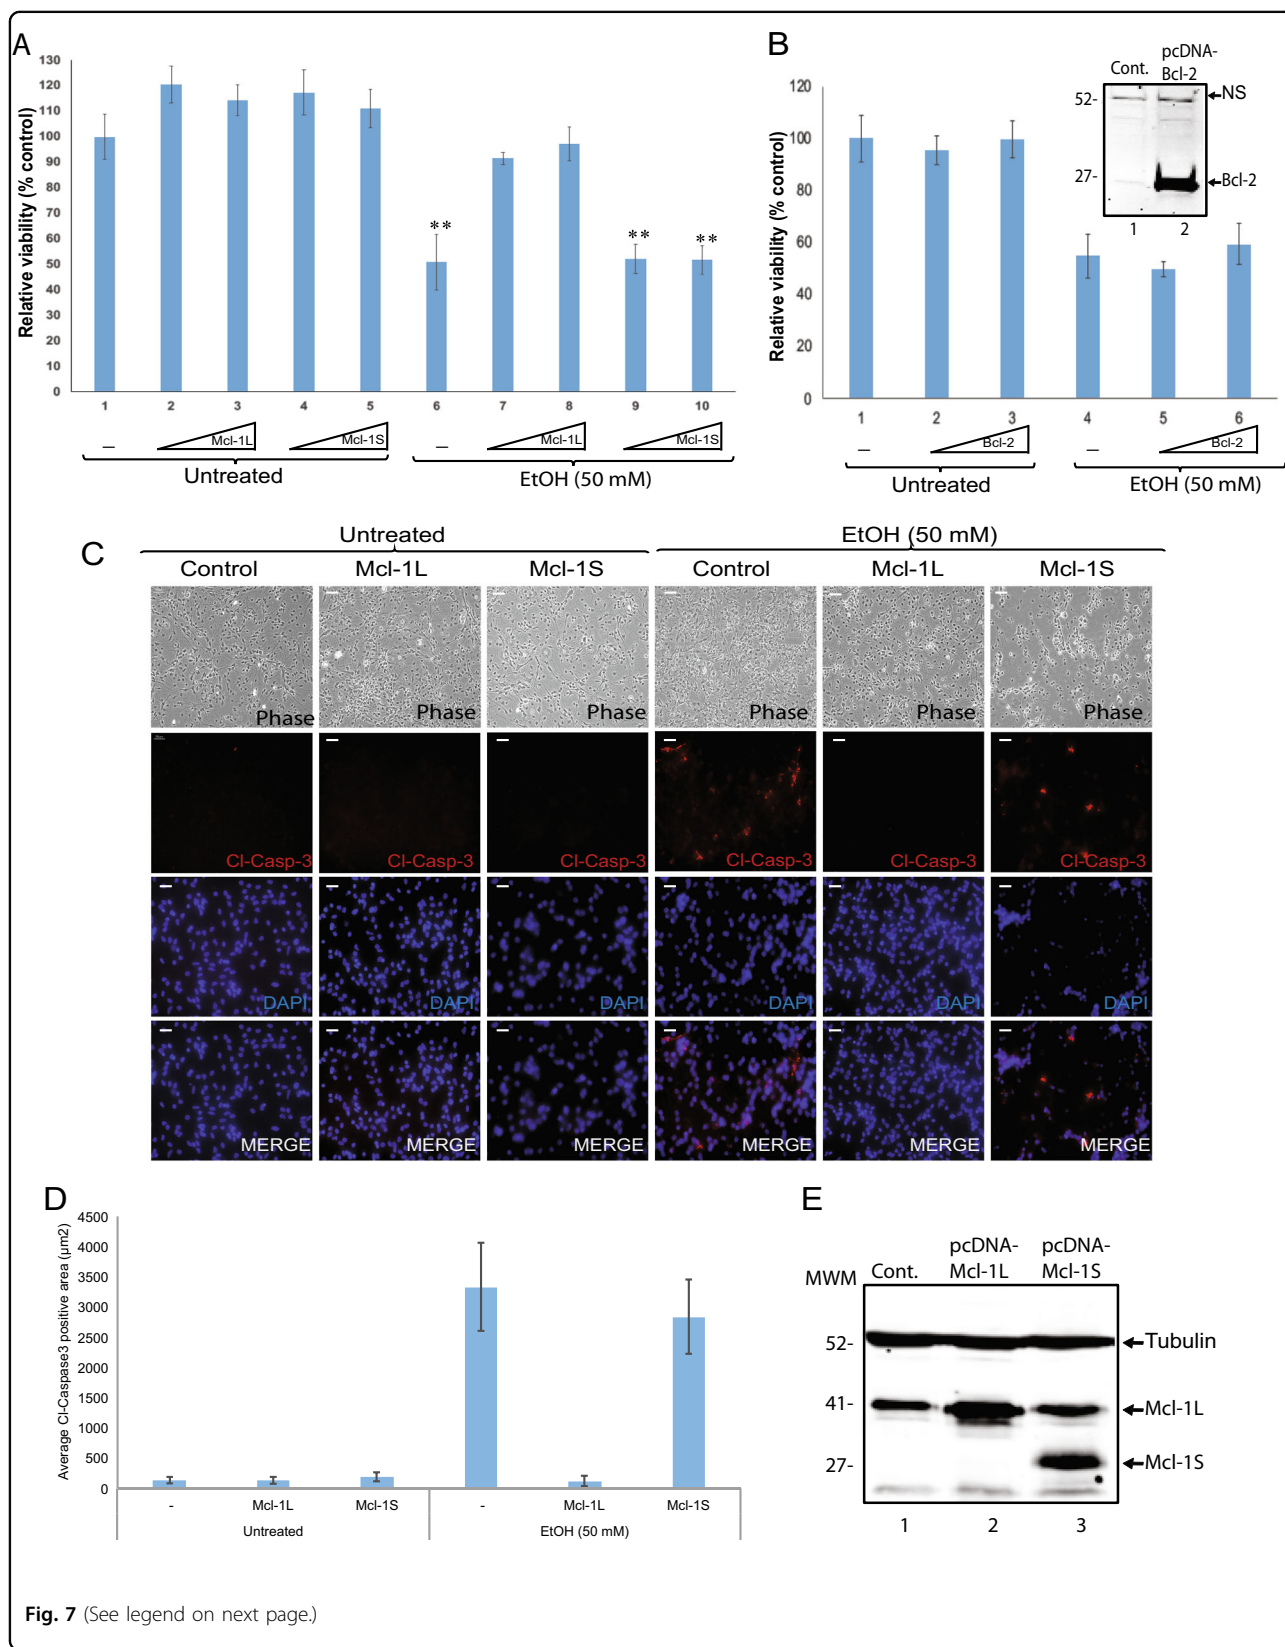 A
130
120
110
100
90
80
70
60
50
40
30
20
10
0
Relative viability (% control)
** ** **
1 2 3 4 5 6 7 8 9 10
– Mcl-1L Mcl-1S – Mcl-1L Mcl-1S
Untreated EtOH (50 mM)
B
120
100
80
60
40
20
0
Relative viability (% control)
Cont. pcDNA-
Bcl-2
52- NS
27- Bcl-2
1 2
1 2 3 4 5 6
– Bcl-2 – Bcl-2
Untreated EtOH (50 mM)
C
Untreated EtOH (50 mM)
Control Mcl-1L Mcl-1S Control Mcl-1L Mcl-1S
Phase Phase Phase Phase Phase Phase
Cl-Casp-3 Cl-Casp-3 Cl-Casp-3 Cl-Casp-3 Cl-Casp-3 Cl-Casp-3
DAPI DAPI DAPI DAPI DAPI DAPI
MERGE MERGE MERGE MERGE MERGE MERGE
D
4500
4000
3500
3000
2500
2000
1500
1000
500
0
Average Cl-Caspase3 positive area (µm2)
- Mcl-1L Mcl-1S - Mcl-1L Mcl-1S
Untreated EtOH (50 mM)
E
MWM Cont. pcDNA-
Mcl-1L pcDNA-
Mcl-1S
52- Tubulin
41- Mcl-1L
27- Mcl-1S
1 2 3
Fig. 7 (See legend on next page.)